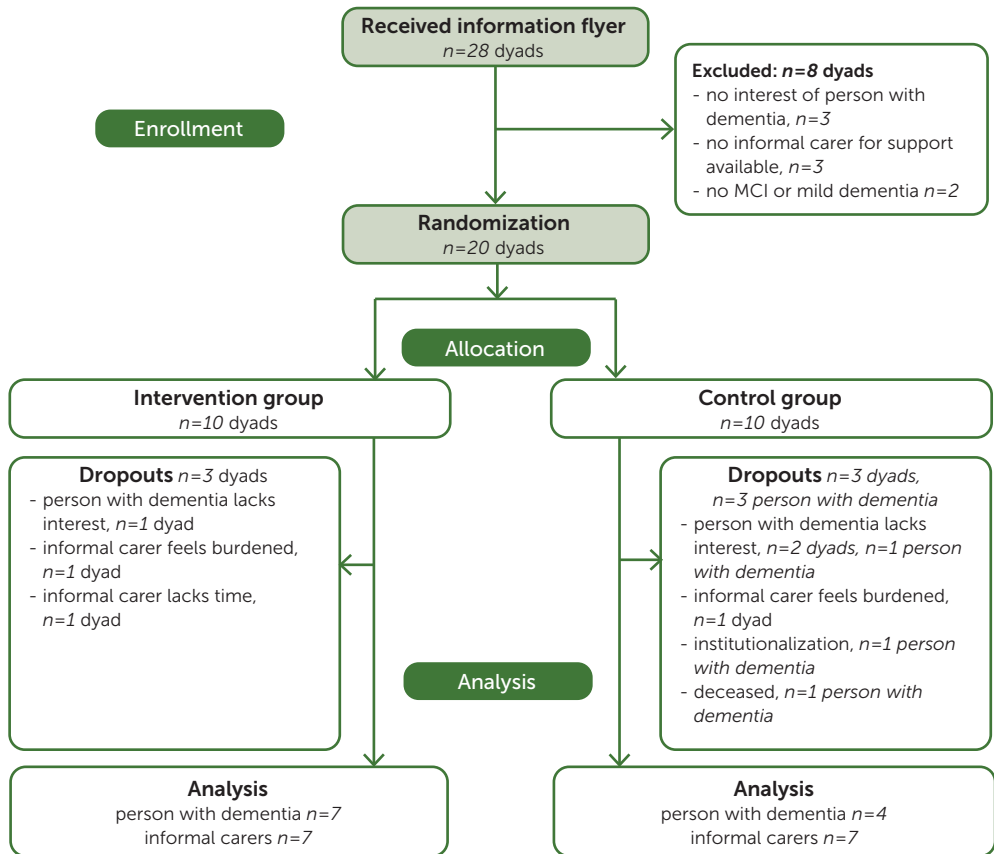 Received information flyer
n=28 dyads
Excluded: n=8 dyads
- no interest of person with
dementia, n=3
- no informal carer for support
available, n=3
- no MCI or mild dementia n=2
Enrollment
Randomization
n=20 dyads
Allocation
Intervention group
n=10 dyads
Control group
n=10 dyads
Dropouts n=3 dyads
- person with dementia lacks
interest, n=1 dyad
- informal carer feels burdened,
n=1 dyad
- informal carer lacks time,
n=1 dyad
Dropouts n=3 dyads,
n=3 person with dementia
- person with dementia lacks
interest, n=2 dyads, n=1 person
with dementia
- informal carer feels burdened,
n=1 dyad
- institutionalization, n=1 person
with dementia
- deceased, n=1 person with
dementia
Analysis
Analysis
person with dementia n=7
informal carers n=7
Analysis
person with dementia n=4
informal carers n=7